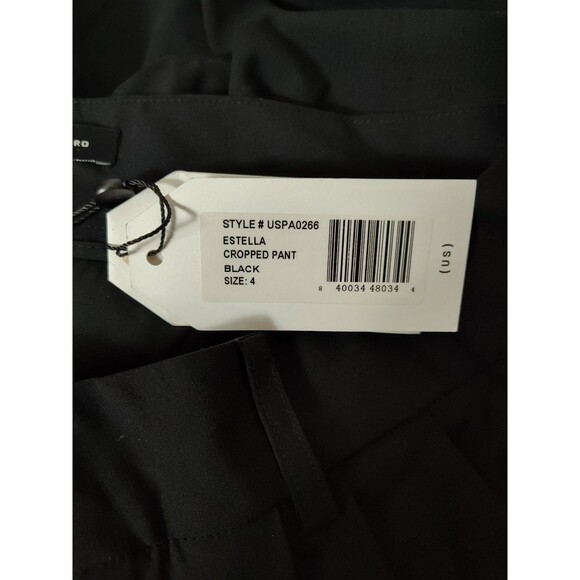 RD
STYLE # USPA0266
ESTELLA
CROPPED PANT
BLACK
SIZE: 4
8 40034 48034 4
(US)